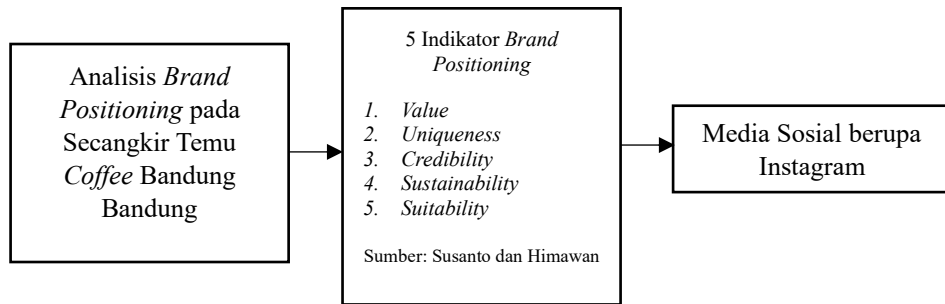 Analisis Brand
Positioning pada
Secangkir Temu
Coffee Bandung
Bandung
5 Indikator Brand
Positioning
1. Value
2. Uniqueness
3. Credibility
4. Sustainability
5. Suitability
Sumber: Susanto dan Himawan
Media Sosial berupa
Instagram